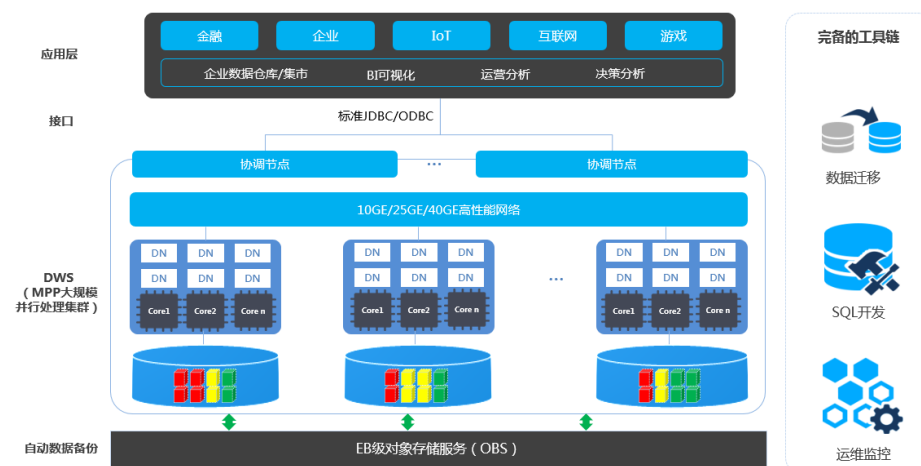 应用层
金融
企业
IoT
互联网
游戏
企业数据仓库/集市
BI可视化
运营分析
决策分析
接口
标准JDBC/ODBC
协调节点
...
协调节点
10GE/25GE/40GE高性能网络
DWS
（MPP大规模
并行处理集群）
DN DN DN
DN DN DN
Core1 Core2 Core n
DN DN DN
DN DN DN
Core1 Core2 Core n
...
DN DN DN
DN DN DN
Core1 Core2 Core n
自动数据备份
EB级对象存储服务（OBS）
完备的工具链
数据迁移
SQL开发
运维监控